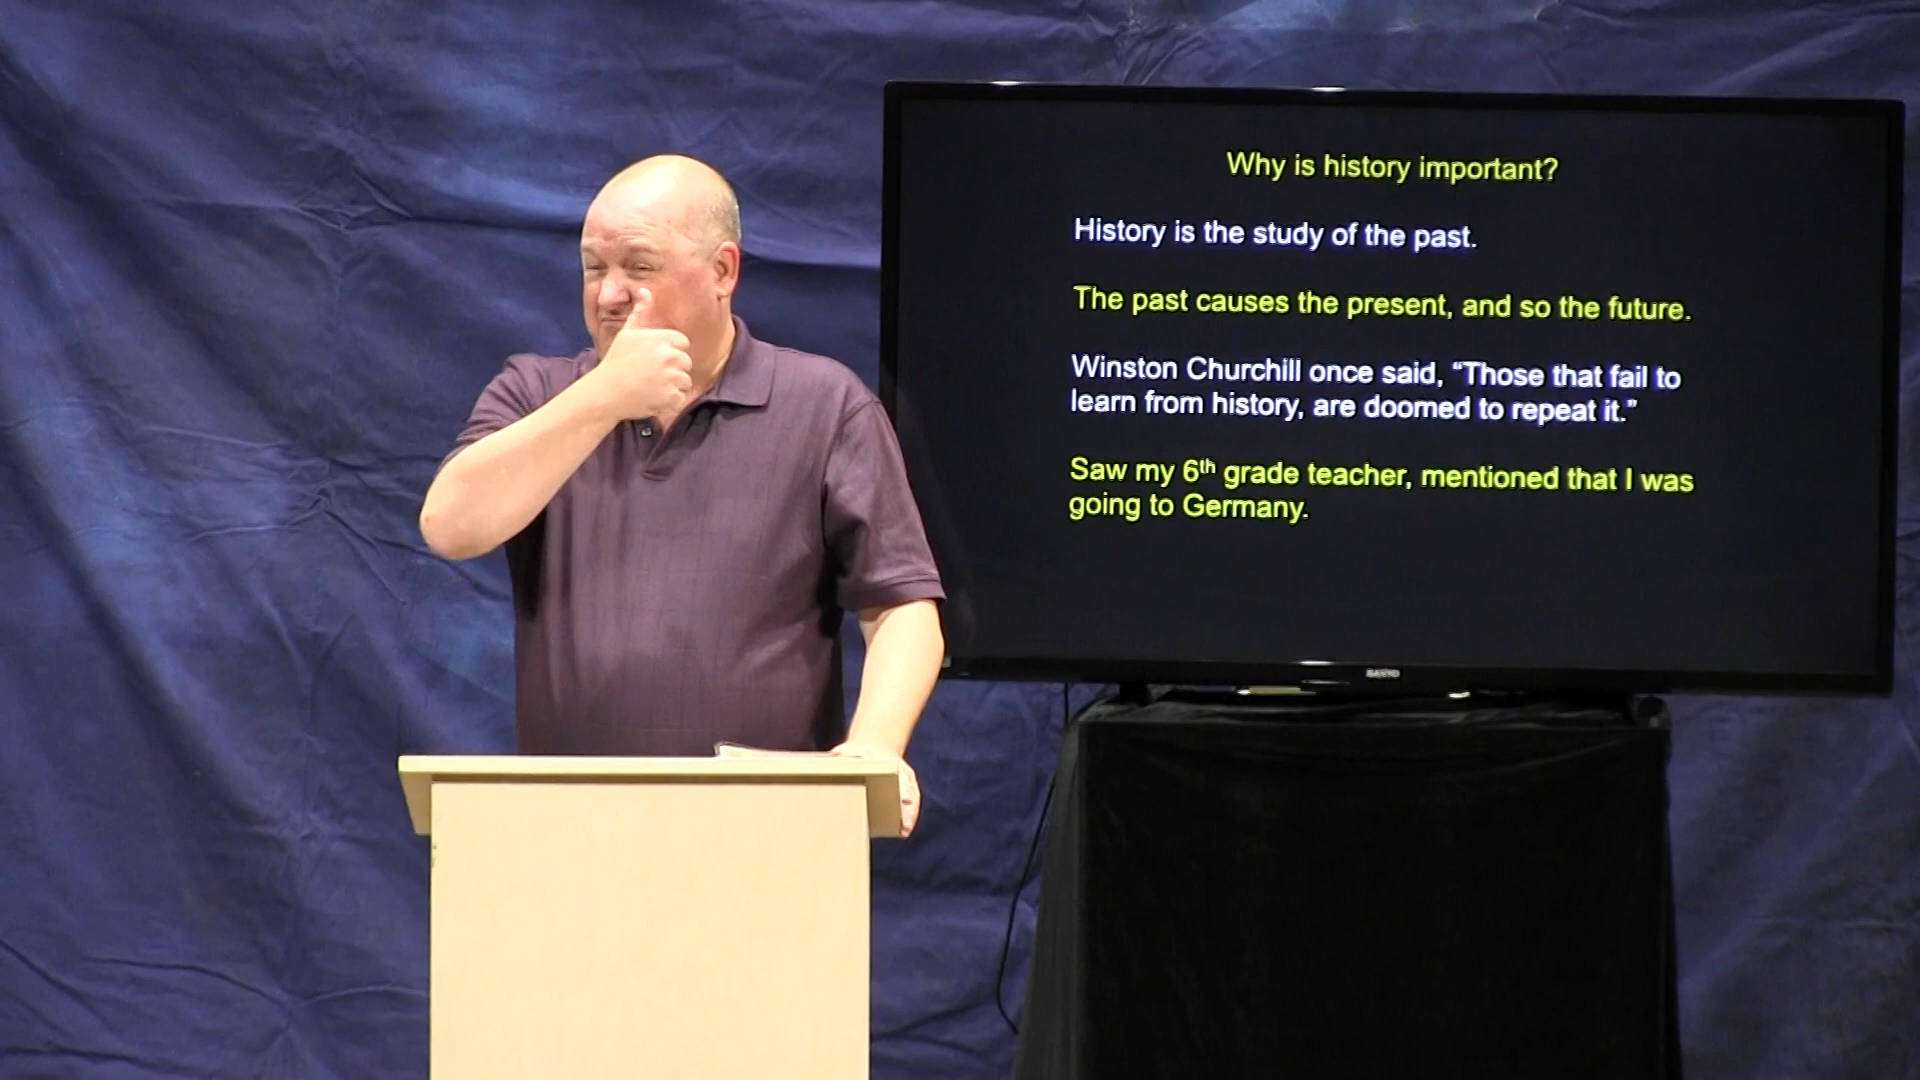 Why is history important?
History is the study of the past.
The past causes the present, and so the future.
Winston Churchill once said, “Those that fail to
learn from history, are doomed to repeat it.”
Saw my 6th grade teacher, mentioned that I was
going to Germany.
SANYO